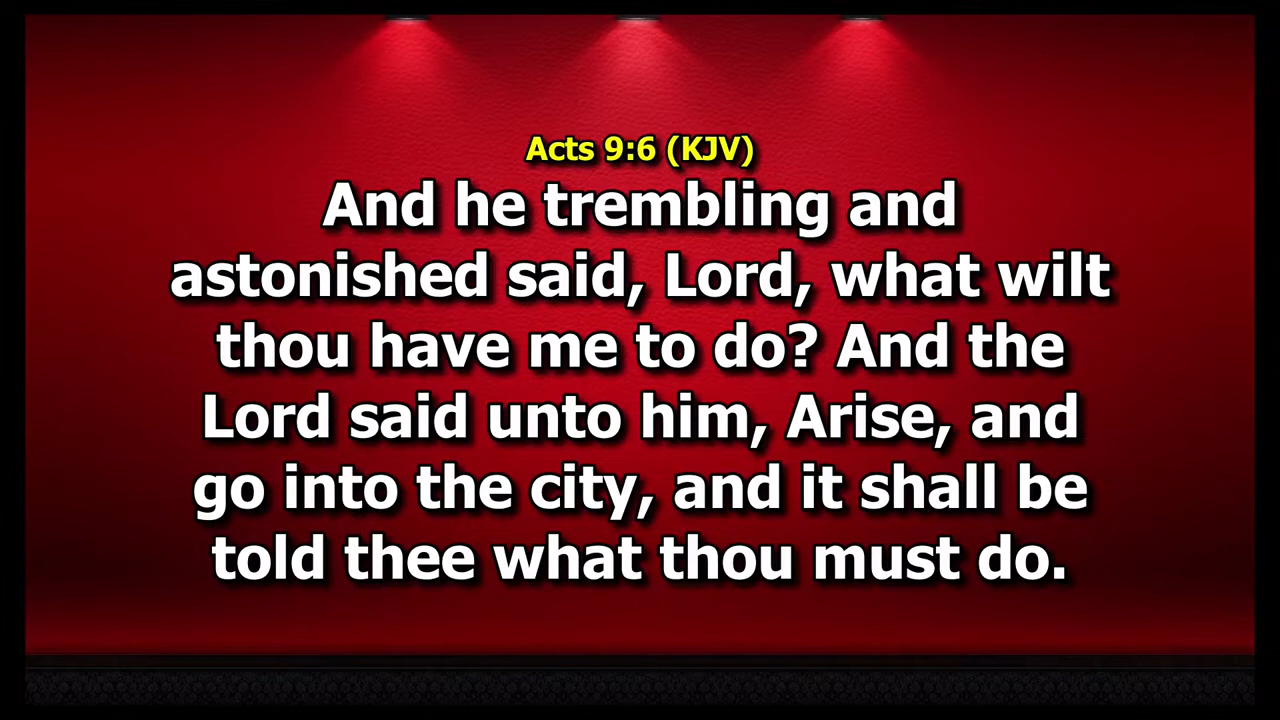 Acts 9:6 (KJV)
And he trembling and
astonished said, Lord, what wilt
thou have me to do? And the
Lord said unto him, Arise, and
go into the city, and it shall be
told thee what thou must do.